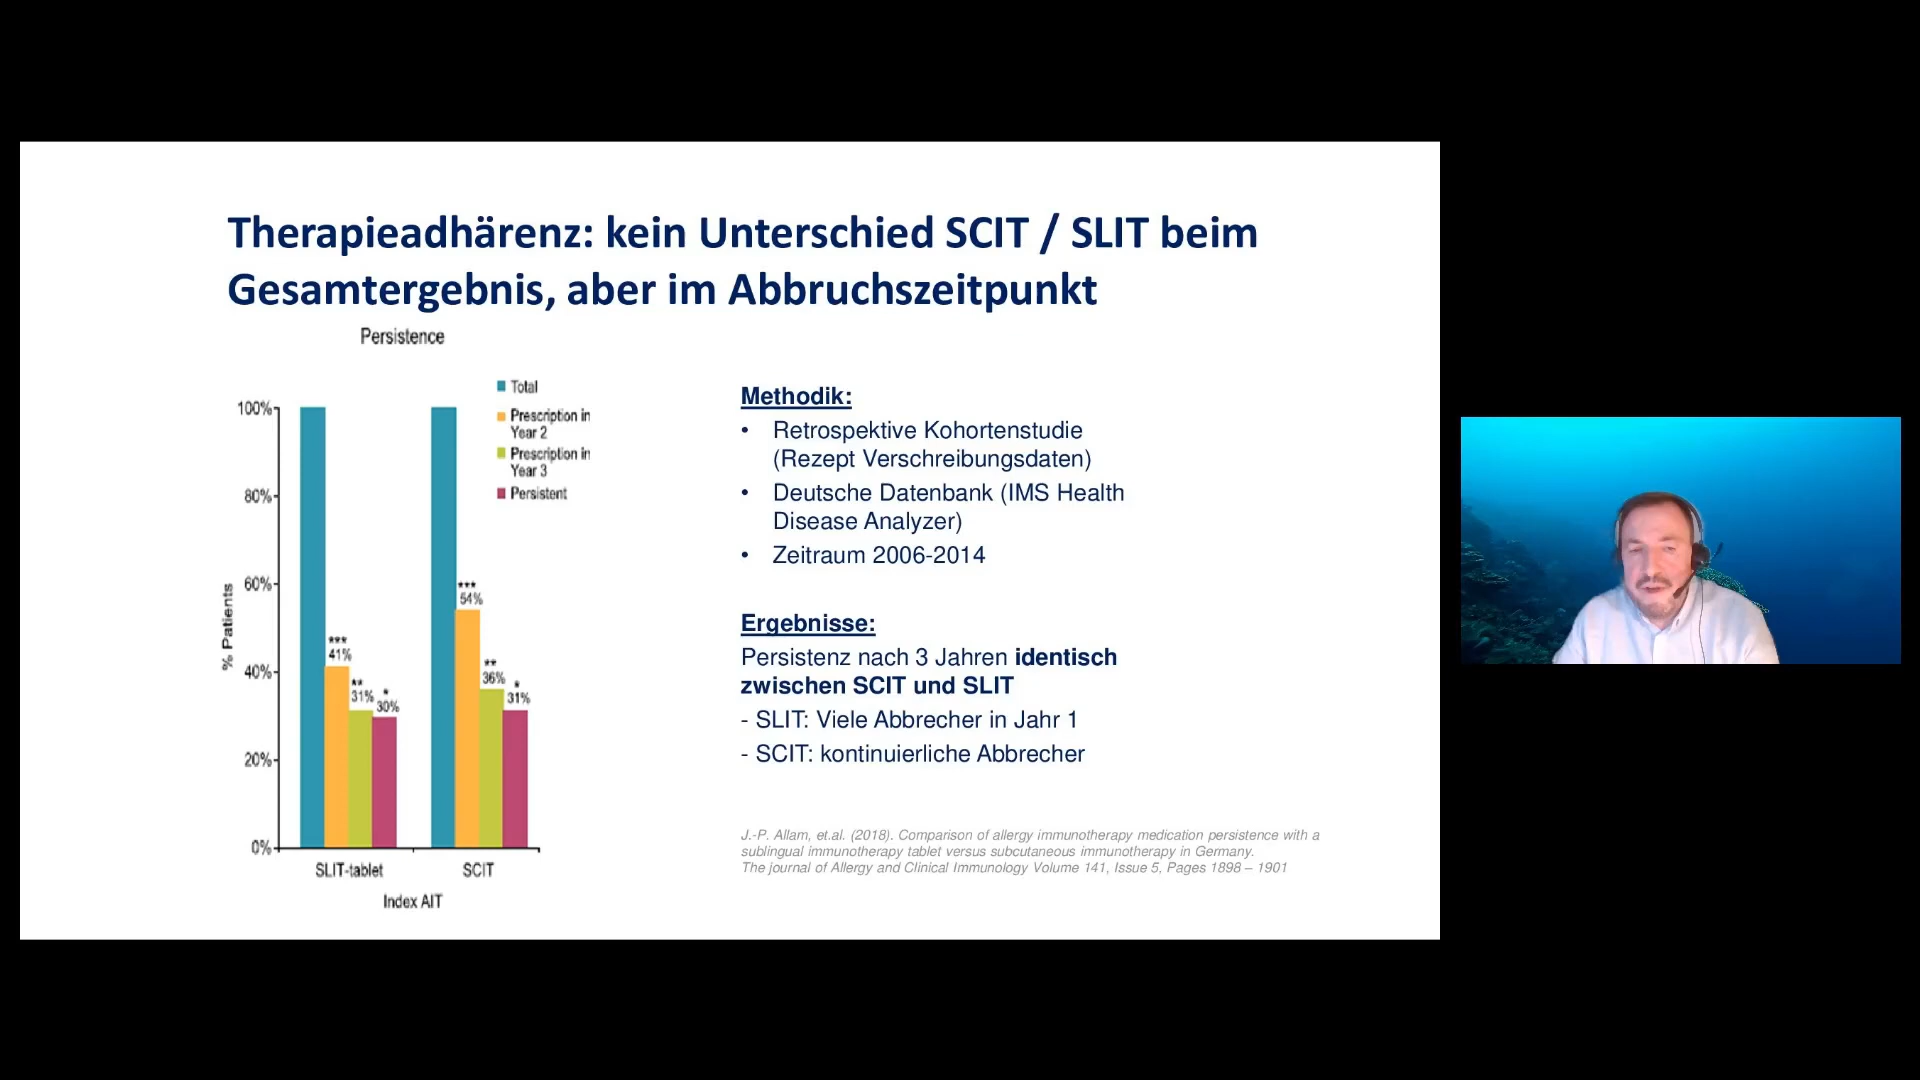 Therapieadhärenz: kein Unterschied SCIT / SLIT beim
Gesamtergebnis, aber im Abbruchszeitpunkt
Persistence
Total
Prescription in
Year 2
Prescription in
Year 3
Persistent
100%
80%
60%
40%
20%
0%
% Patients
***
41%
**
31%
*
30%
***
54%
**
36%
*
31%
SLIT-tablet
SCIT
Index AIT
Methodik:
• Retrospektive Kohortenstudie
(Rezept Verschreibungsdaten)
• Deutsche Datenbank (IMS Health
Disease Analyzer)
• Zeitraum 2006-2014
Ergebnisse:
Persistenz nach 3 Jahren identisch
zwischen SCIT und SLIT
- SLIT: Viele Abbrecher in Jahr 1
- SCIT: kontinuierliche Abbrecher
J.-P. Allam, et.al. (2018). Comparison of allergy immunotherapy medication persistence with a
sublingual immunotherapy tablet versus subcutaneous immunotherapy in Germany.
The journal of Allergy and Clinical Immunology Volume 141, Issue 5, Pages 1898 – 1901